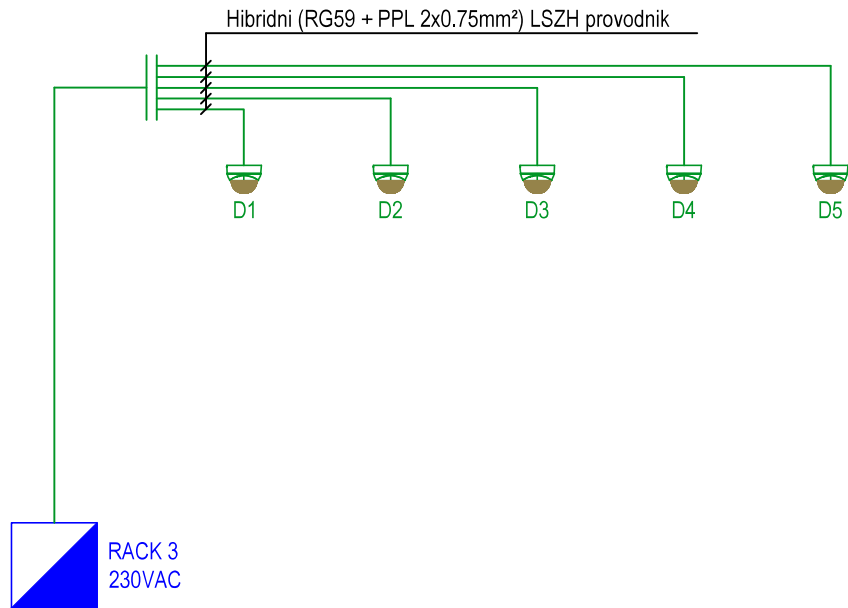 Hibridni (RG59 + PPL 2x0.75mm²) LSZH provodnik
D1 D2 D3 D4 D5
RACK 3
230VAC